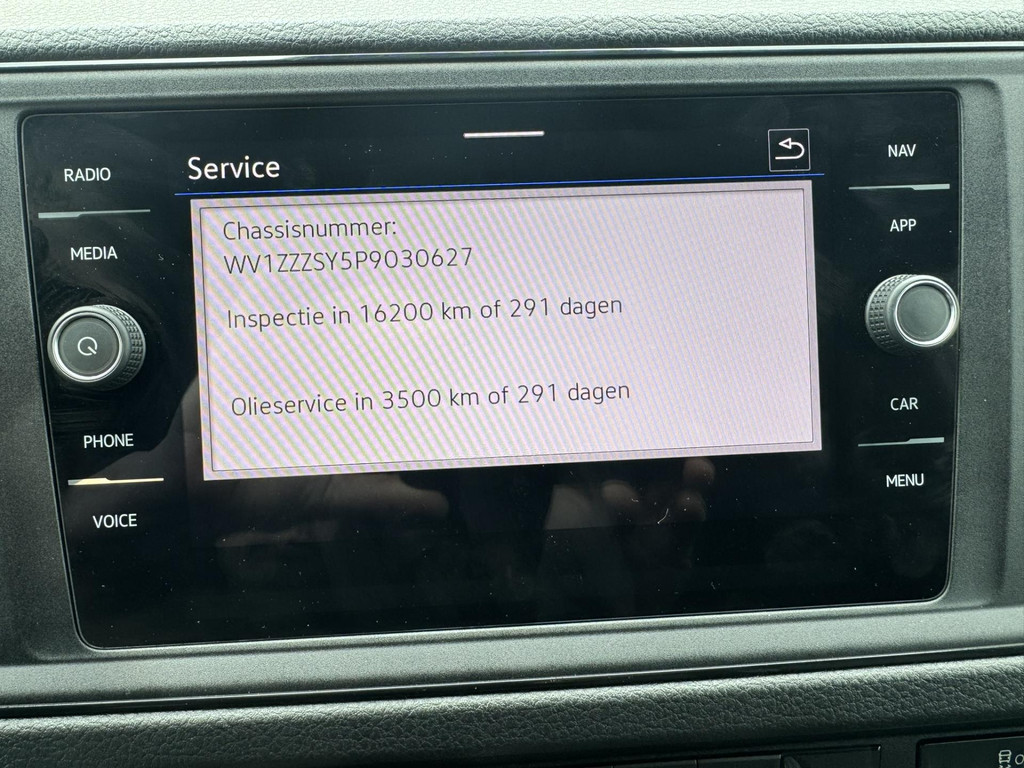 RADIO
MEDIA
PHONE
VOICE
Service
Chassisnummer:
WV1ZZZSY5P9030627
Inspectie in 16200 km of 291 dagen
Olieservice in 3500 km of 291 dagen
NAV
APP
CAR
MENU